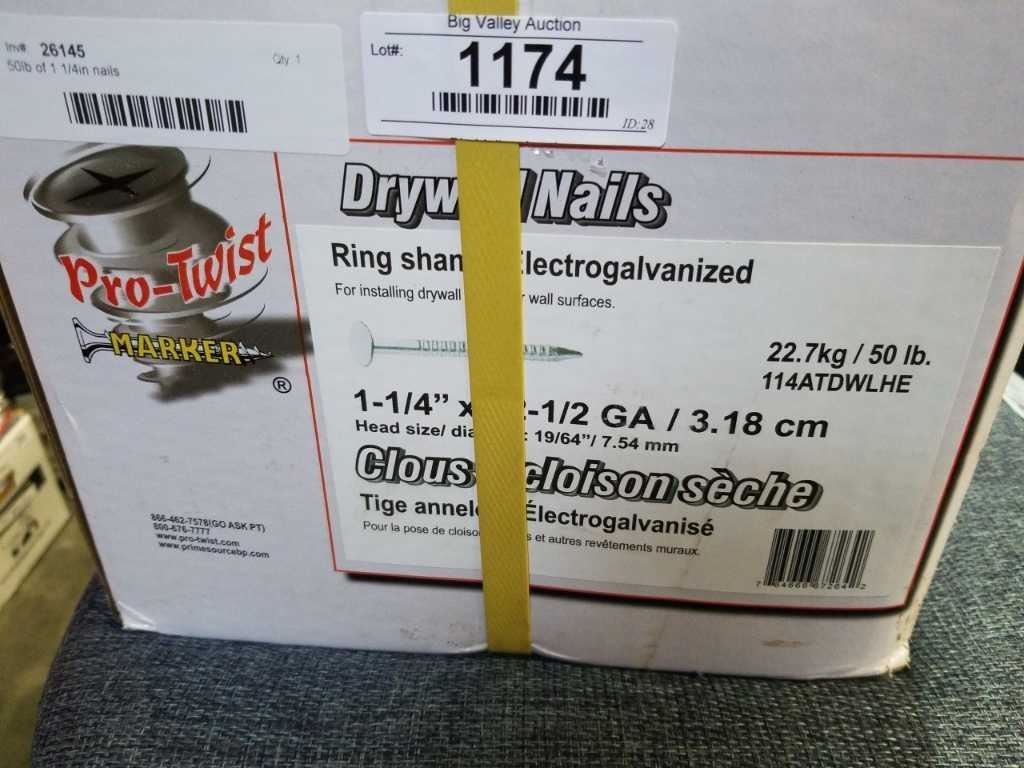 Inv#: 26145
Qty: 1
50lb of 1 1/4in nails
Big Valley Auction
Lot#:
1174
ID:28
Pro-Twist
MARKER
®
Dryw Nails
Ring shan Electrogalvanized
For installing drywall wall surfaces.
22.7kg / 50 lb.
114ATDWLHE
1-1/4” x 2-1/2 GA / 3.18 cm
Head size/ dia : 19/64”/ 7.54 mm
Clous cloison sèche
Tige annel Électrogalvanisé
Pour la pose de cloiso s et autres revêtements muraux.
866-462-7578(GO ASK PT)
800-676-7777
www.pro-twist.com
www.primesourcebp.com